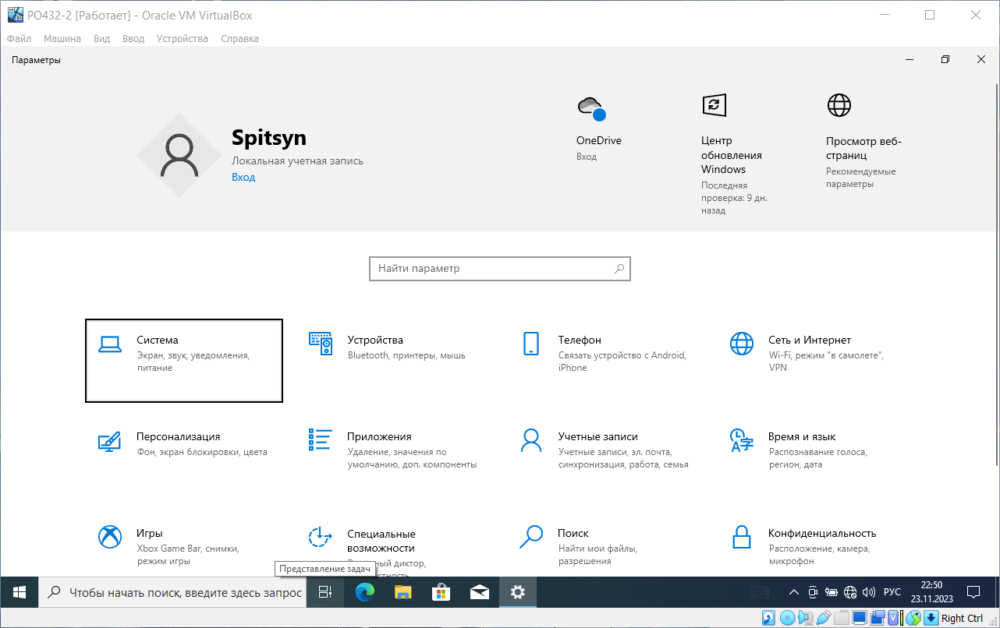 PO432-2 [Работает] - Oracle VM VirtualBox
Файл Машина Вид Ввод Устройства Справка
Параметры
Spitsyn
Локальная учетная запись
Вход
OneDrive
Вход
Центр
обновления
Windows
Последняя
проверка: 9 дн.
назад
Просмотр веб-
страниц
Рекомендуемые
параметры
Найти параметр
Система
Экран, звук, уведомления,
питание
Устройства
Bluetooth, принтеры, мышь
Телефон
Связать устройство с Android,
iPhone
Сеть и Интернет
Wi-Fi, режим "в самолете",
VPN
Персонализация
Фон, экран блокировки, цвета
Приложения
Удаление, значения по
умолчанию, доп. компоненты
Учетные записи
Учетные записи, эл. почта,
синхронизация, работа, семья
Время и язык
Распознавание голоса,
регион, дата
Игры
Xbox Game Bar, снимки,
режим игры
Специальные
возможности
диктор,
Поиск
Найти мои файлы,
разрешения
Конфиденциальность
Расположение, камера,
микрофон
Представление задач
Чтобы начать поиск, введите здесь запрос
РУС
22:50
23.11.2023
Right Ctrl